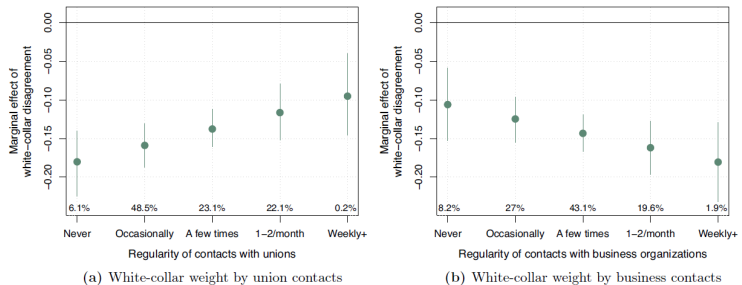 0.00
−0.05
−0.10
−0.15
−0.20
Marginal effect of
white−collar disagreement
6.1% 48.5% 23.1% 22.1% 0.2%
Never Occasionally A few times 1−2/month Weekly+
Regularity of contacts with unions
(a) White-collar weight by union contacts
0.00
−0.05
−0.10
−0.15
−0.20
Marginal effect of
white−collar disagreement
8.2% 27% 43.1% 19.6% 1.9%
Never Occasionally A few times 1−2/month Weekly+
Regularity of contacts with business organizations
(b) White-collar weight by business contacts